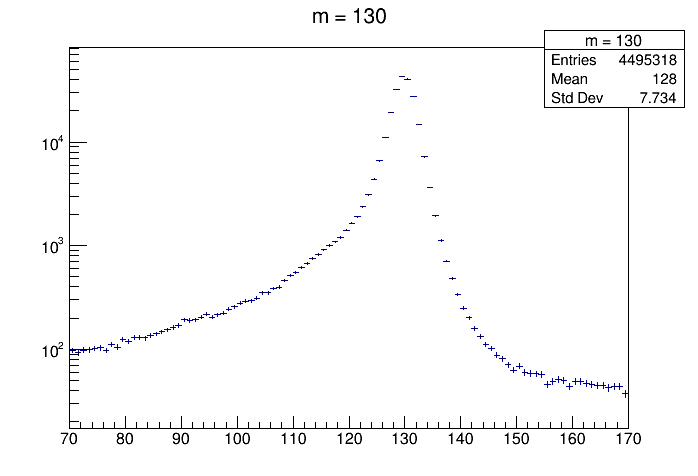 m = 130
m = 130
Entries 4495318
Mean 128
Std Dev 7.734
10^4
10^3
10^2
70 80 90 100 110 120 130 140 150 160 170